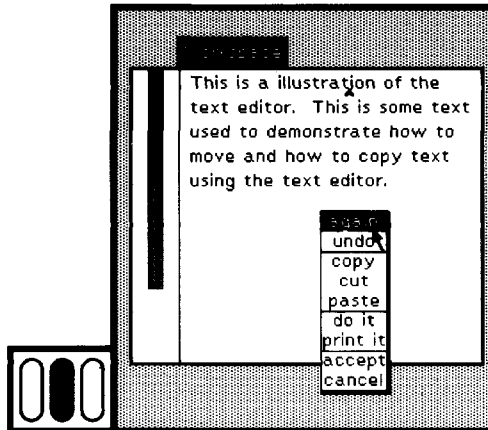 This is a illustration of the
text editor. This is some text
used to demonstrate how to
move and how to copy text
using the text editor.
again
undo
copy
cut
paste
do it
print it
accept
cancel